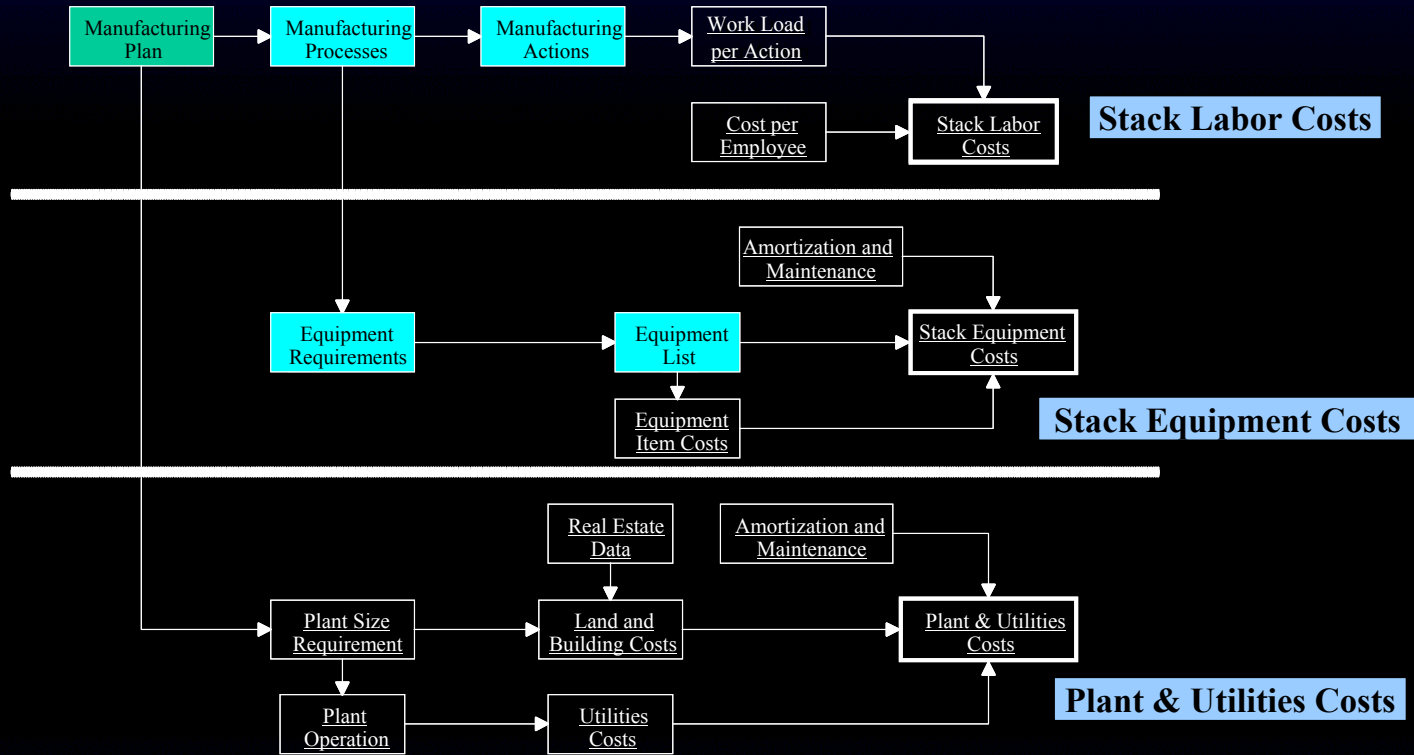 Manufacturing
Plan
Manufacturing
Processes
Manufacturing
Actions
Work Load
per Action
Cost per
Employee
Stack Labor
Costs
Stack Labor Costs
Amortization and
Maintenance
Equipment
Requirements
Equipment
List
Stack Equipment
Costs
Equipment
Item Costs
Stack Equipment Costs
Real Estate
Data
Amortization and
Maintenance
Plant Size
Requirement
Land and
Building Costs
Plant & Utilities
Costs
Plant & Utilities Costs
Plant
Operation
Utilities
Costs